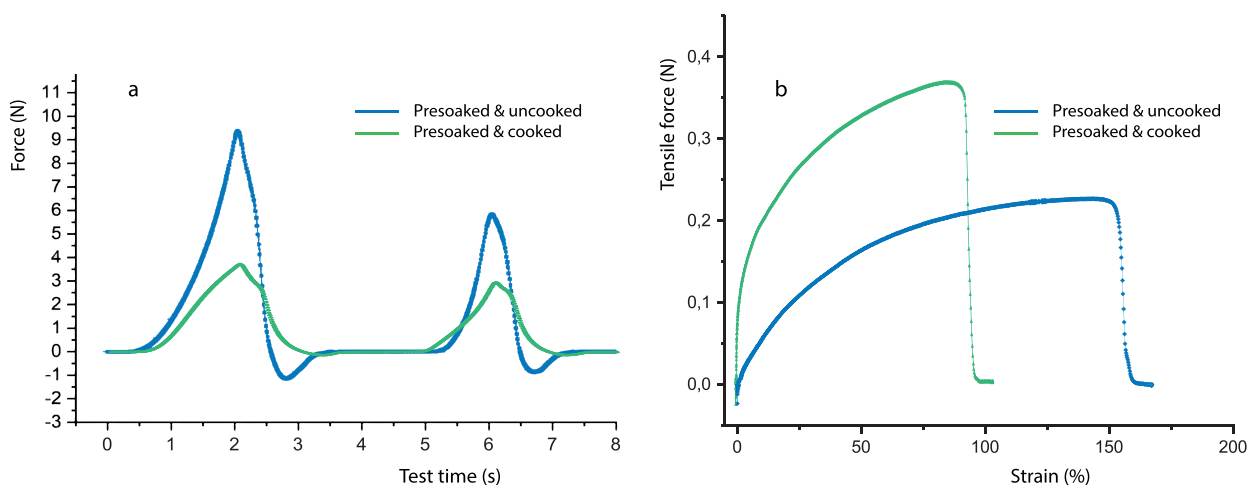 a
Presoaked & uncooked
Presoaked & cooked
Force (N)
11
10
9
8
7
6
5
4
3
2
1
0
-1
-2
-3
0 1 2 3 4 5 6 7 8
Test time (s)
b
Presoaked & uncooked
Presoaked & cooked
Tensile force (N)
0,4
0,3
0,2
0,1
0,0
0 50 100 150 200
Strain (%)